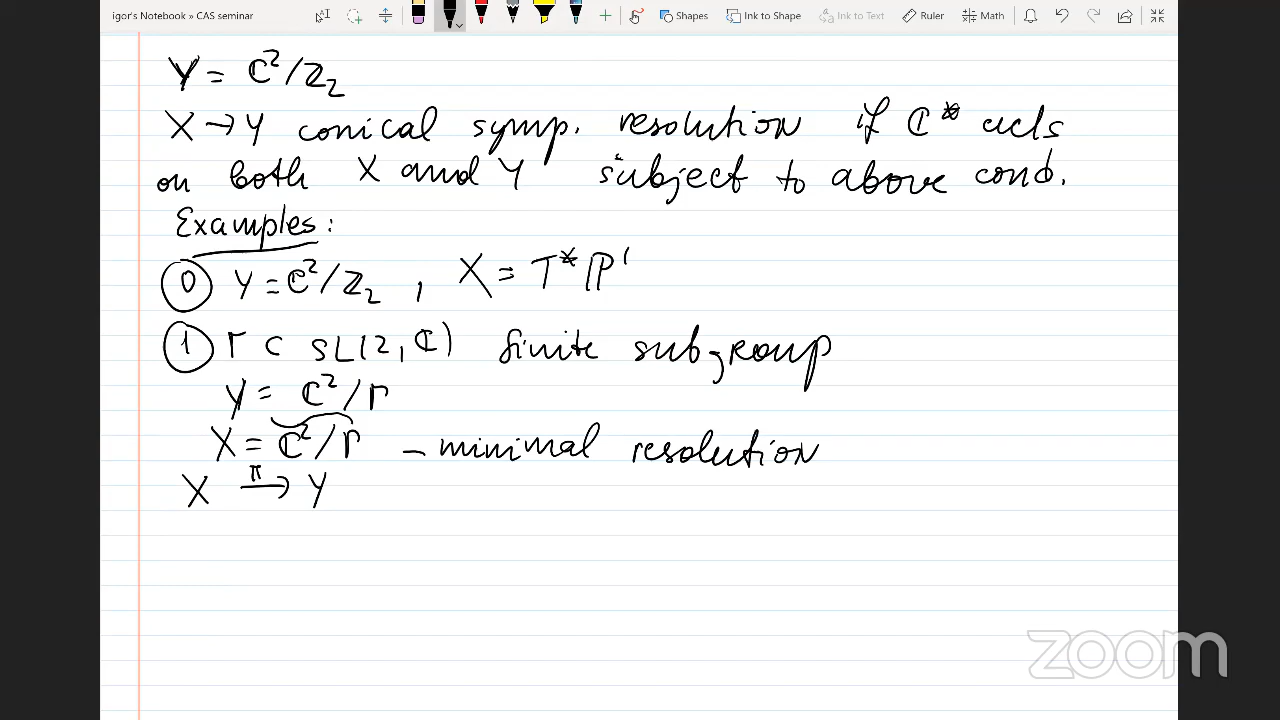 igor's Notebook » CAS seminar
Shapes Ink to Shape Ink to Text Ruler Math
Y = ℂ²/ℤ₂
X → Y conical symp. resolution if ℂ* acts
on both X and Y subject to above cond.
Examples:
⓪ Y = ℂ²/ℤ₂ , X = T*ℙ¹
① Γ ⊂ SL(2, ℂ) finite subgroup
Y = ℂ²/Γ
X = \widetilde{ℂ²/Γ} – minimal resolution
X \xrightarrow{π} Y
zoom